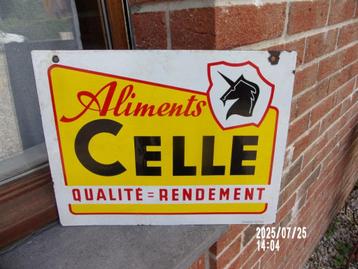 Aliments
CELLE
QUALITÉ = RENDEMENT
2025/07/25
14:04